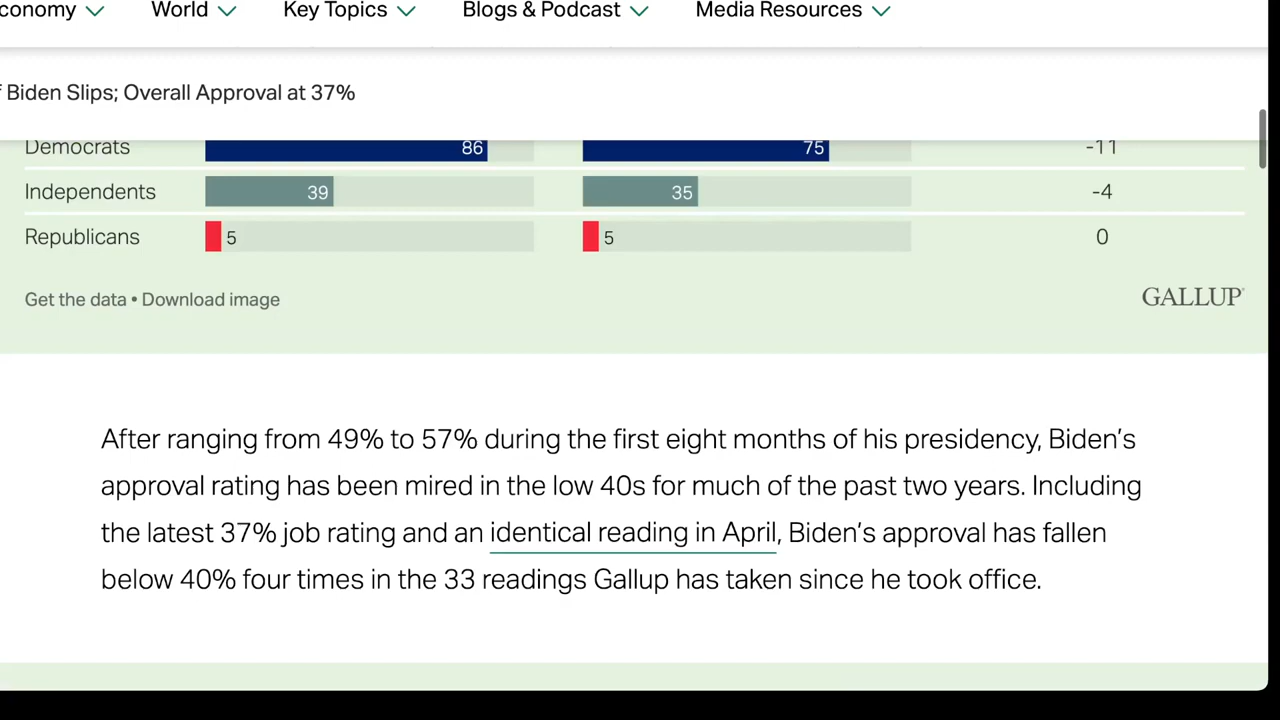 World Key Topics Blogs & Podcast Media Resources
Biden Slips; Overall Approval at 37%
Democrats 86 75 -11
Independents 39 35 -4
Republicans 5 5 0
Get the data • Download image GALLUP
After ranging from 49% to 57% during the first eight months of his presidency, Biden’s
approval rating has been mired in the low 40s for much of the past two years. Including
the latest 37% job rating and an identical reading in April, Biden’s approval has fallen
below 40% four times in the 33 readings Gallup has taken since he took office.